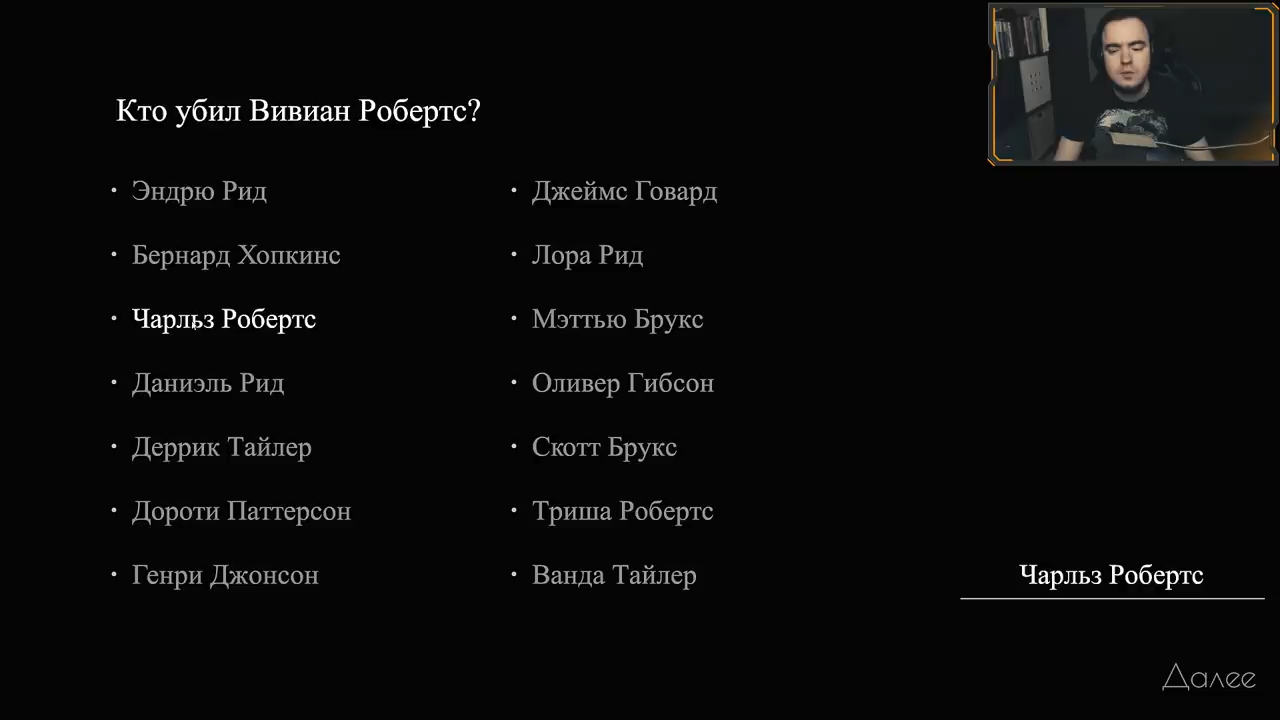 Кто убил Вивиан Робертс?
Эндрю Рид
Бернард Хопкинс
Чарльз Робертс
Даниэль Рид
Деррик Тайлер
Дороти Паттерсон
Генри Джонсон
Джеймс Говард
Лора Рид
Мэттью Брукс
Оливер Гибсон
Скотт Брукс
Триша Робертс
Ванда Тайлер
Чарльз Робертс
Далее